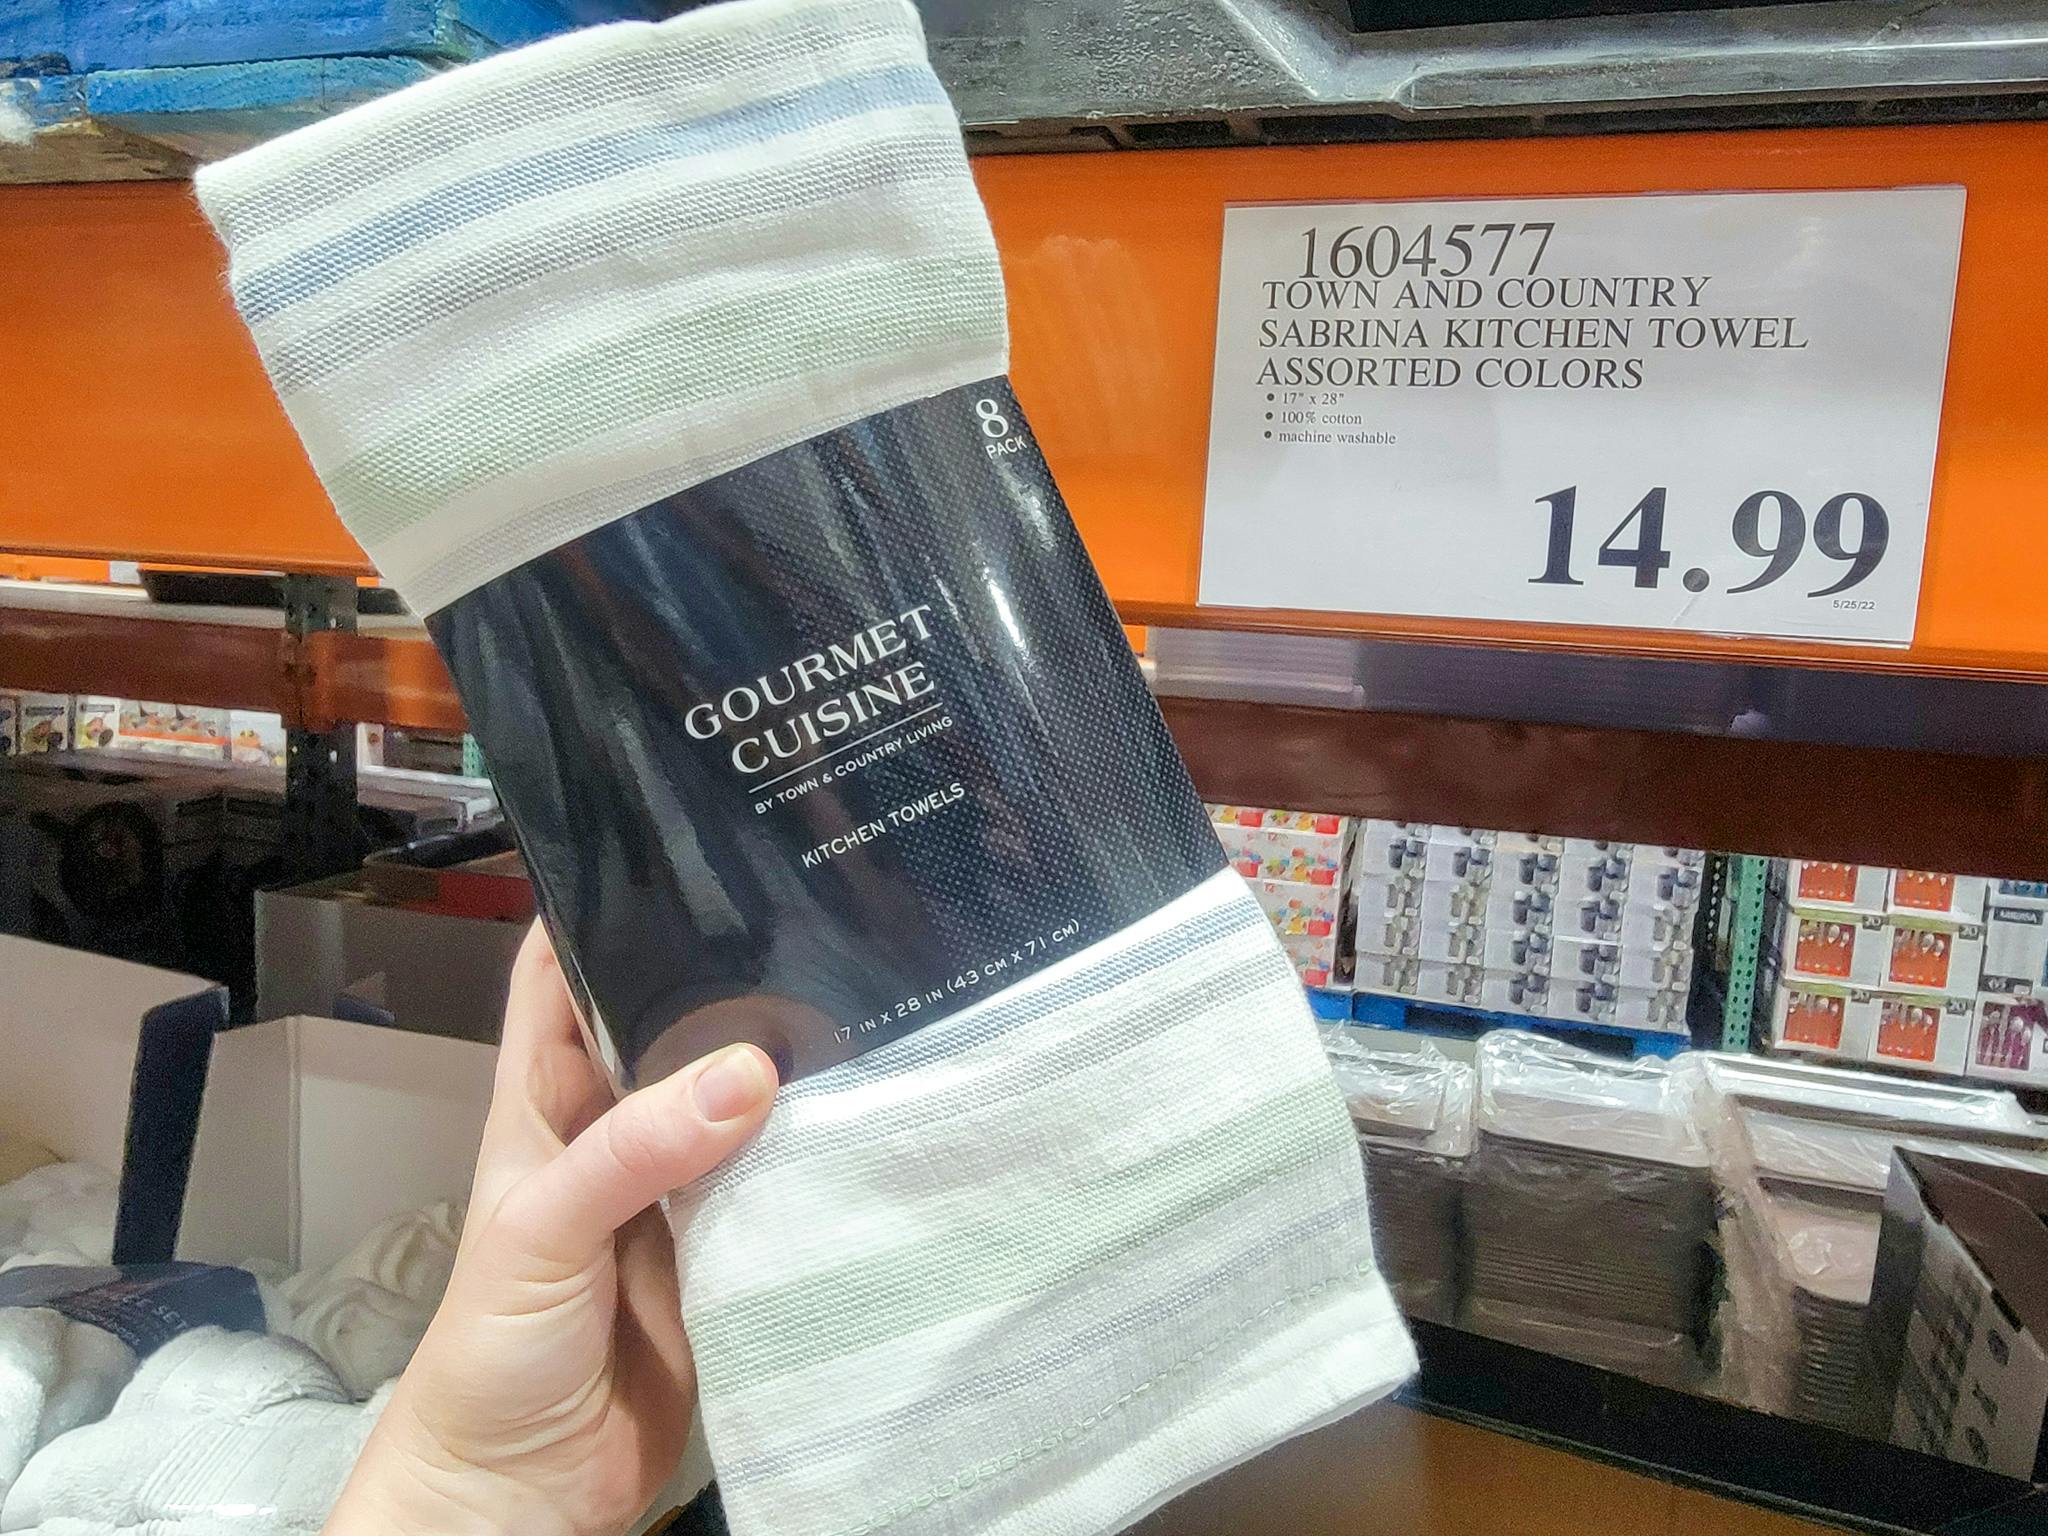 8
PACK
GOURMET
CUISINE
BY TOWN & COUNTRY LIVING
KITCHEN TOWELS
17 IN X 28 IN (43 CM X 71 CM)
1604577
TOWN AND COUNTRY
SABRINA KITCHEN TOWEL
ASSORTED COLORS
• 17" x 28"
• 100% cotton
• machine washable
14.99
5/25/22